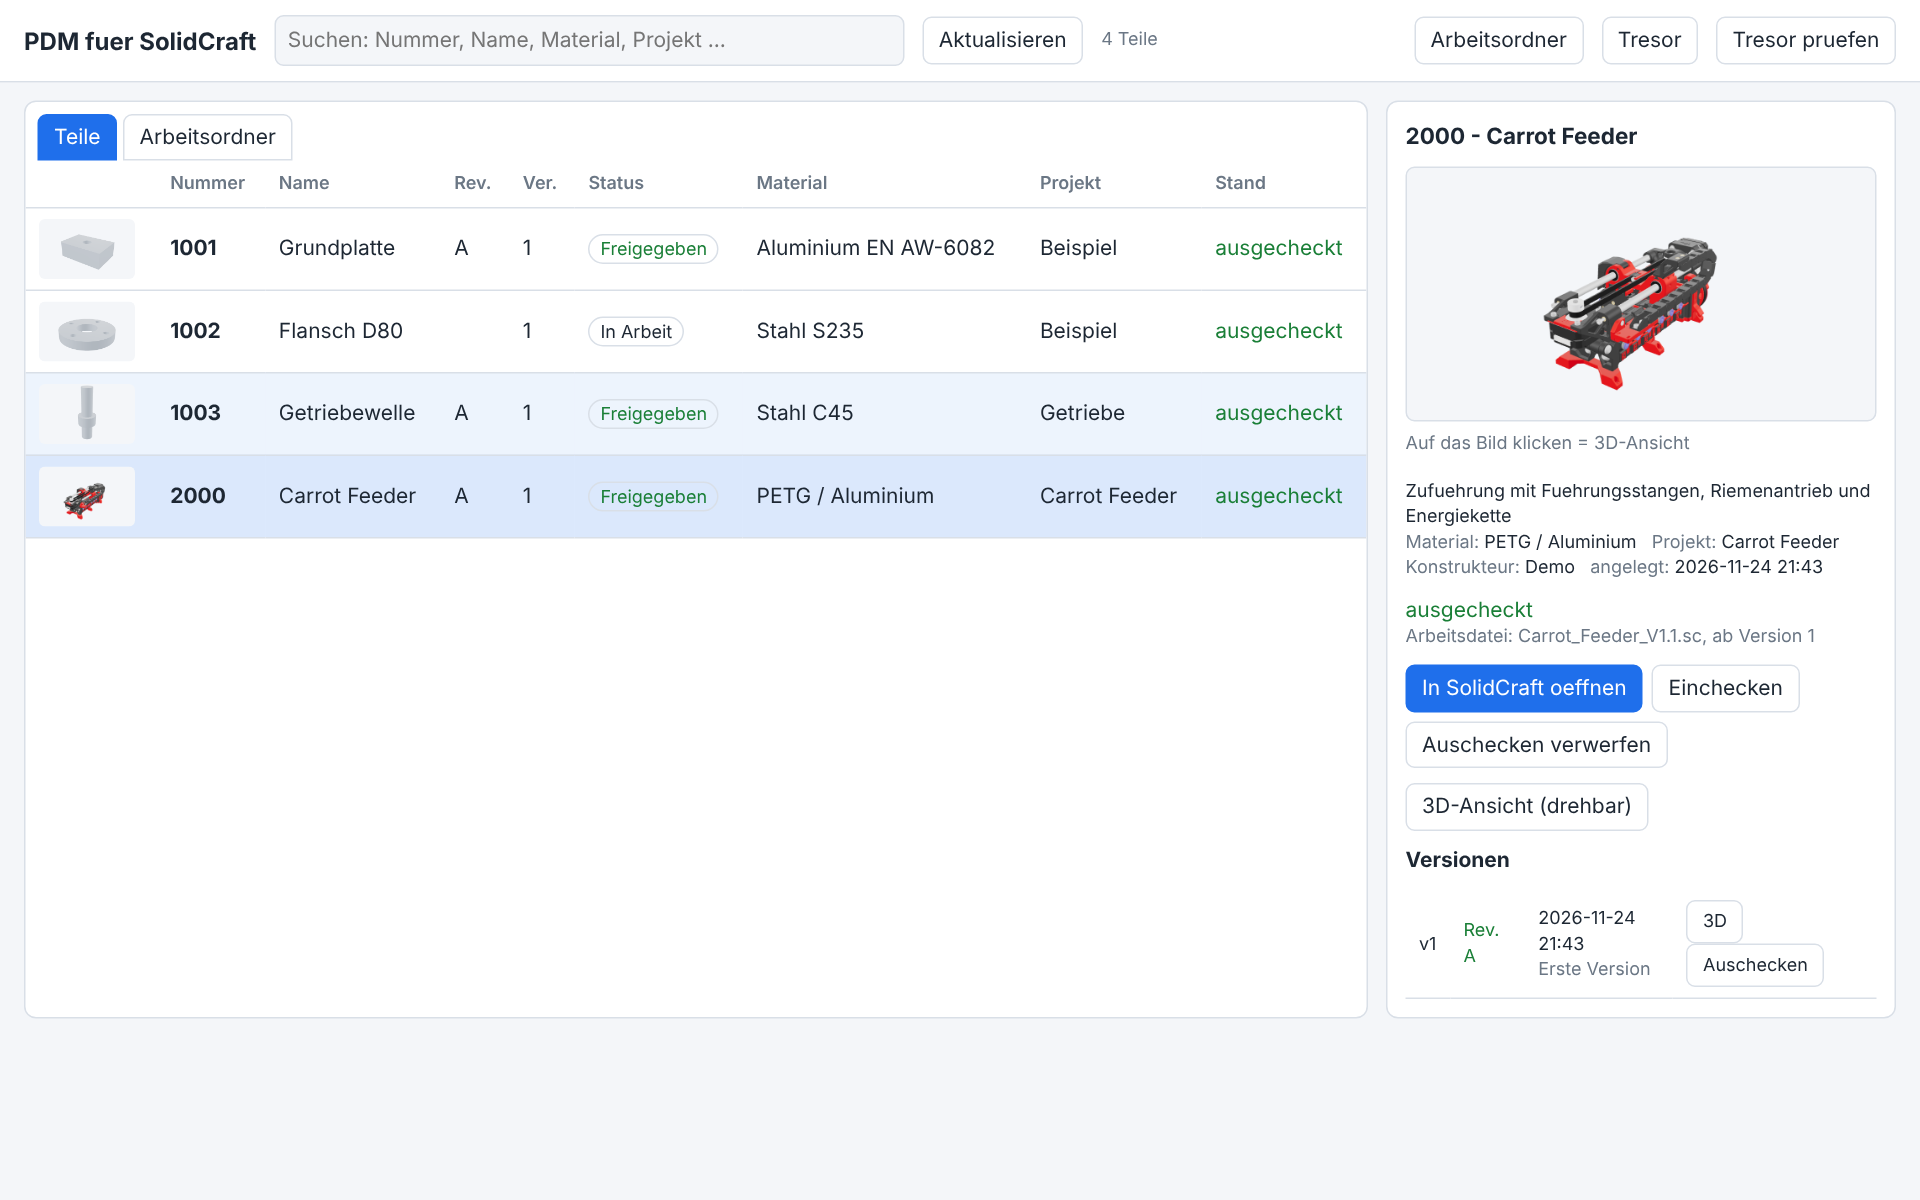 PDM fuer SolidCraft
Suchen: Nummer, Name, Material, Projekt ...
Aktualisieren
4 Teile
Arbeitsordner
Tresor
Tresor pruefen
Teile
Arbeitsordner
Nummer Name Rev. Ver. Status Material Projekt Stand
1001 Grundplatte A 1 Freigegeben Aluminium EN AW-6082 Beispiel ausgecheckt
1002 Flansch D80 1 In Arbeit Stahl S235 Beispiel ausgecheckt
1003 Getriebewelle A 1 Freigegeben Stahl C45 Getriebe ausgecheckt
2000 Carrot Feeder A 1 Freigegeben PETG / Aluminium Carrot Feeder ausgecheckt
2000 - Carrot Feeder
Auf das Bild klicken = 3D-Ansicht
Zufuehrung mit Fuehrungsstangen, Riemenantrieb und
Energiekette
Material: PETG / Aluminium Projekt: Carrot Feeder
Konstrukteur: Demo angelegt: 2026-11-24 21:43
ausgecheckt
Arbeitsdatei: Carrot_Feeder_V1.1.sc, ab Version 1
In SolidCraft oeffnen
Einchecken
Auschecken verwerfen
3D-Ansicht (drehbar)
Versionen
v1
Rev.
A
2026-11-24
21:43
Erste Version
3D
Auschecken